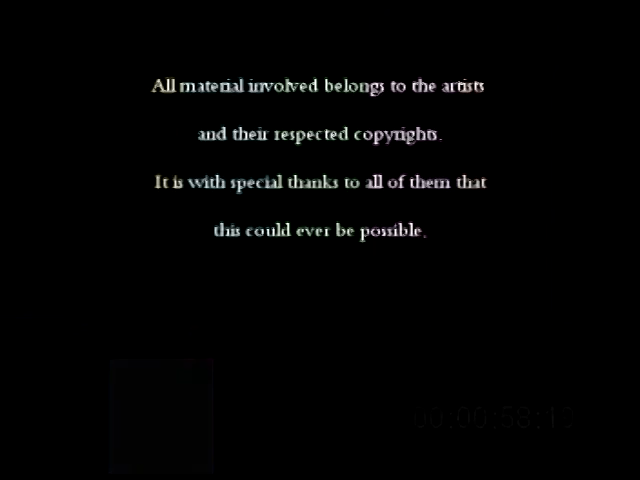 All material involved belongs to the artists
and their respected copyrights.
It is with special thanks to all of them that
this could ever be possible.